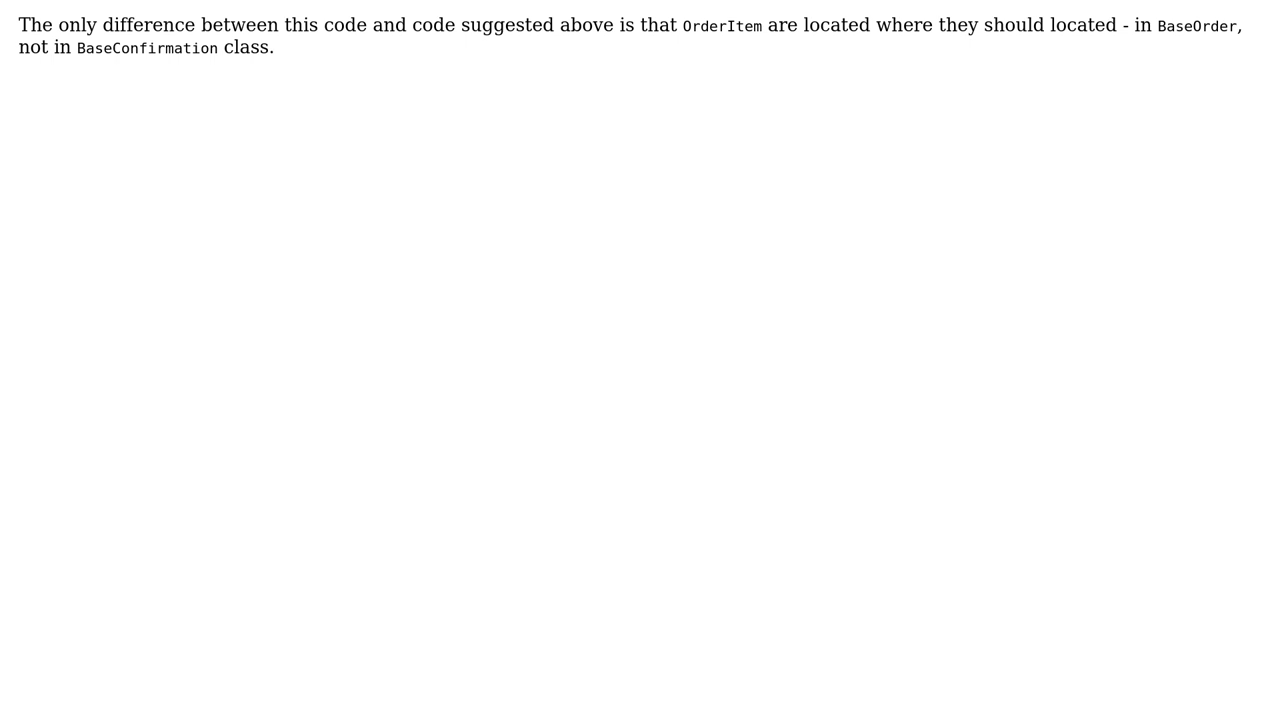 The only difference between this code and code suggested above is that OrderItem are located where they should located - in BaseOrder,
not in BaseConfirmation class.